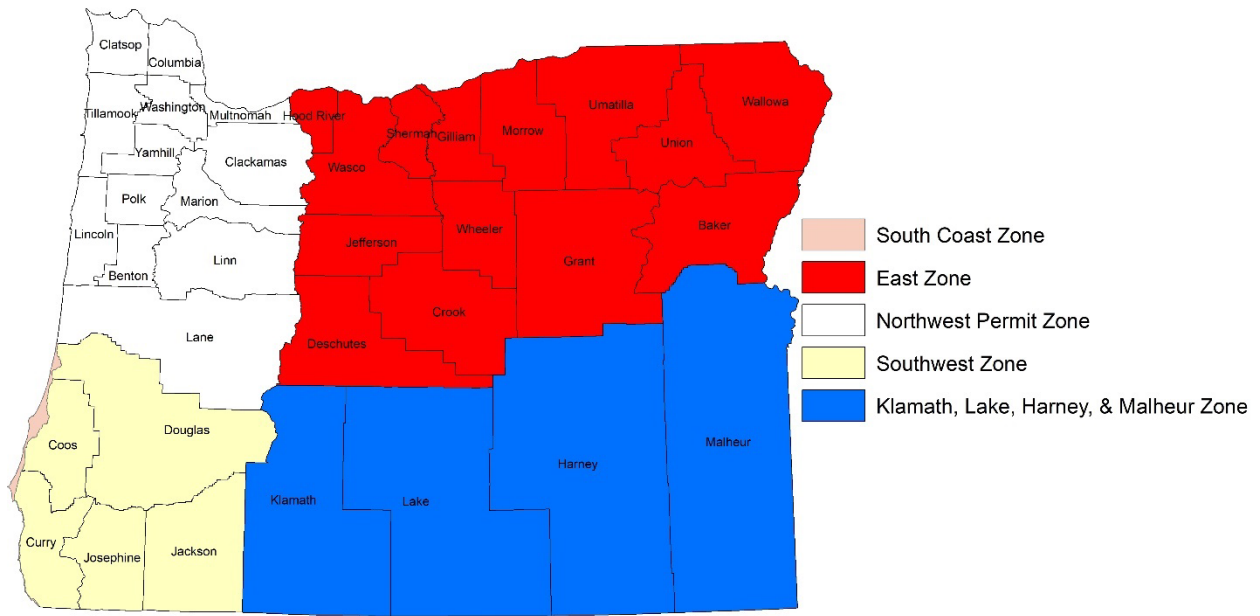 Clatsop
Columbia
Tillamook
Washington
Multnomah
Hood River
Yamhill
Clackamas
Wasco
Sherman
Gilliam
Morrow
Umatilla
Union
Wallowa
Polk
Marion
Lincoln
Benton
Linn
Jefferson
Wheeler
Grant
Baker
Lane
Deschutes
Crook
Coos
Douglas
Curry
Josephine
Jackson
Klamath
Lake
Harney
Malheur
South Coast Zone
East Zone
Northwest Permit Zone
Southwest Zone
Klamath, Lake, Harney, & Malheur Zone